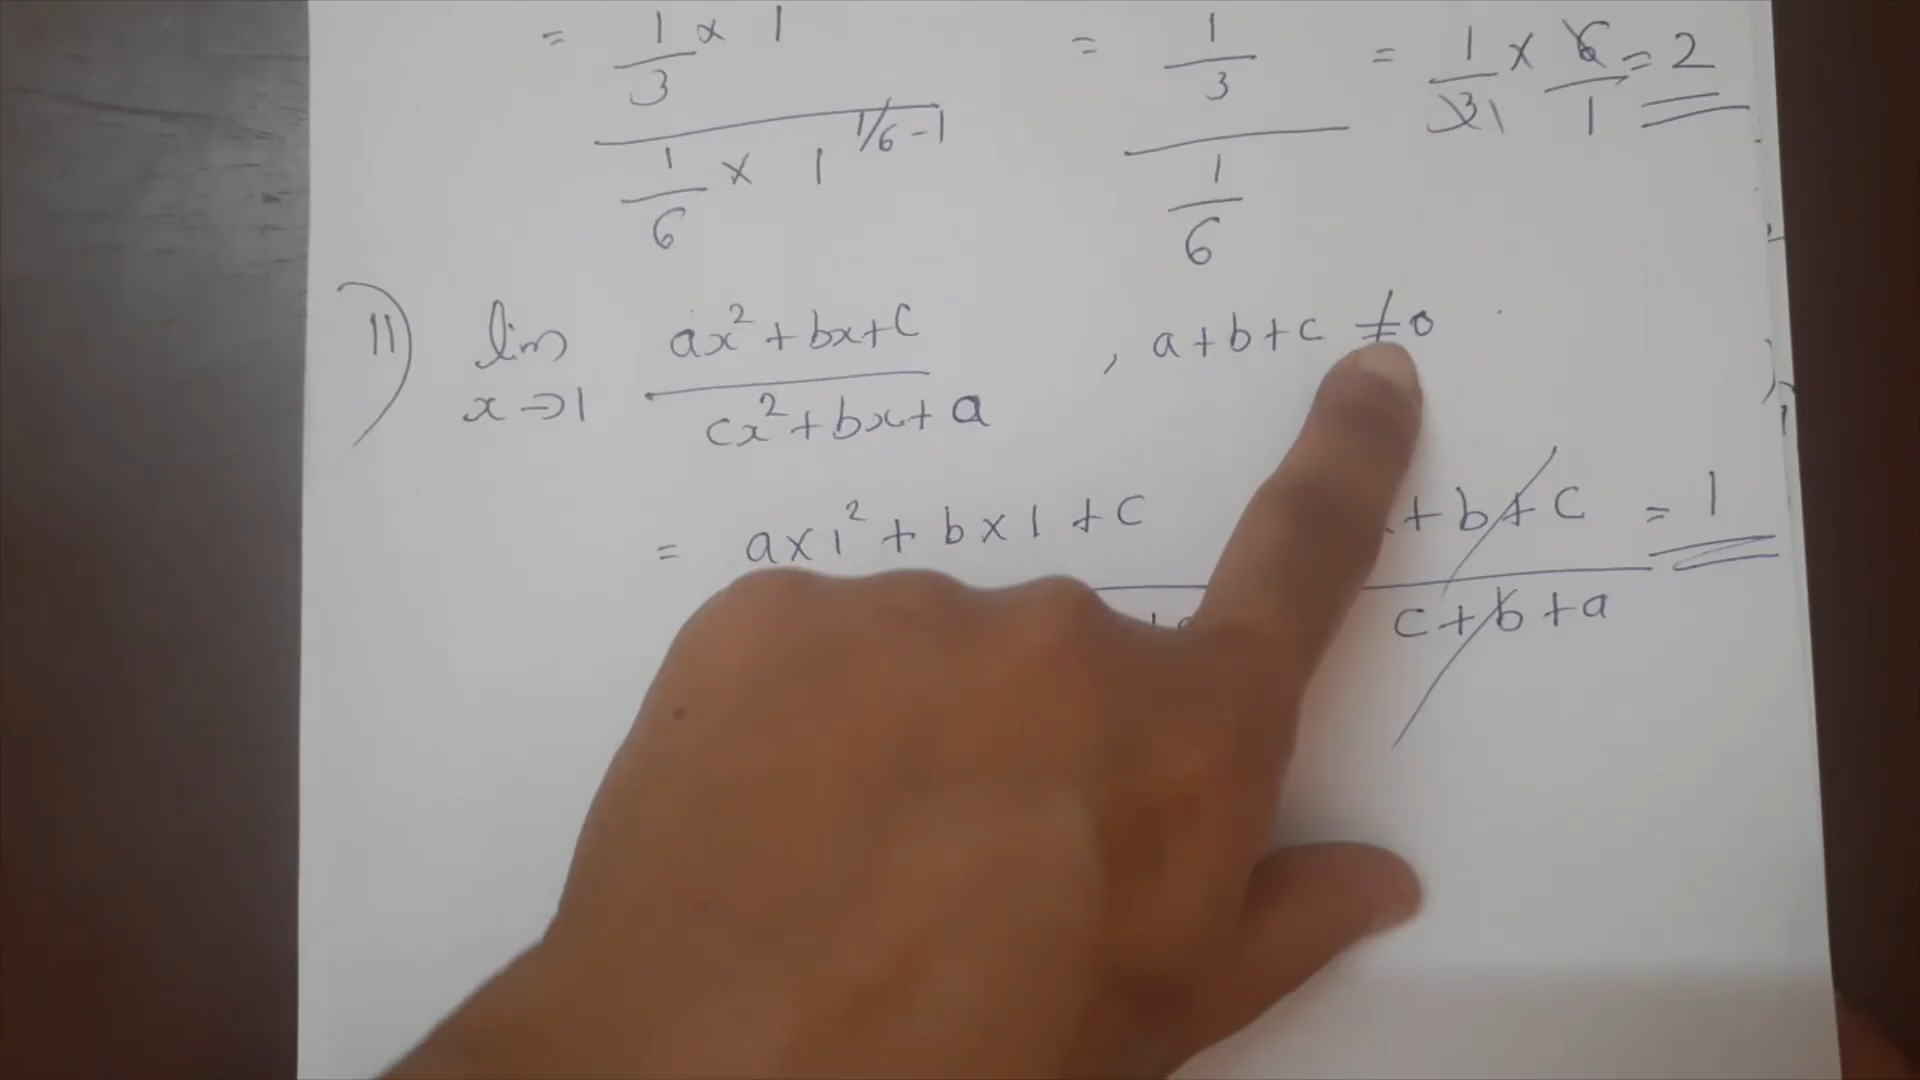 = 1/3 × 1 / 1/6 × 1^(1/6 - 1) = 1/3 / 1/6 = 1/3 1 × 6/1 = 2
11) lim x→1 ax² + bx + c / cx² + bx + a , a + b + c ≠ 0
= a×1² + b×1 + c + b + c / c + b + a = 1